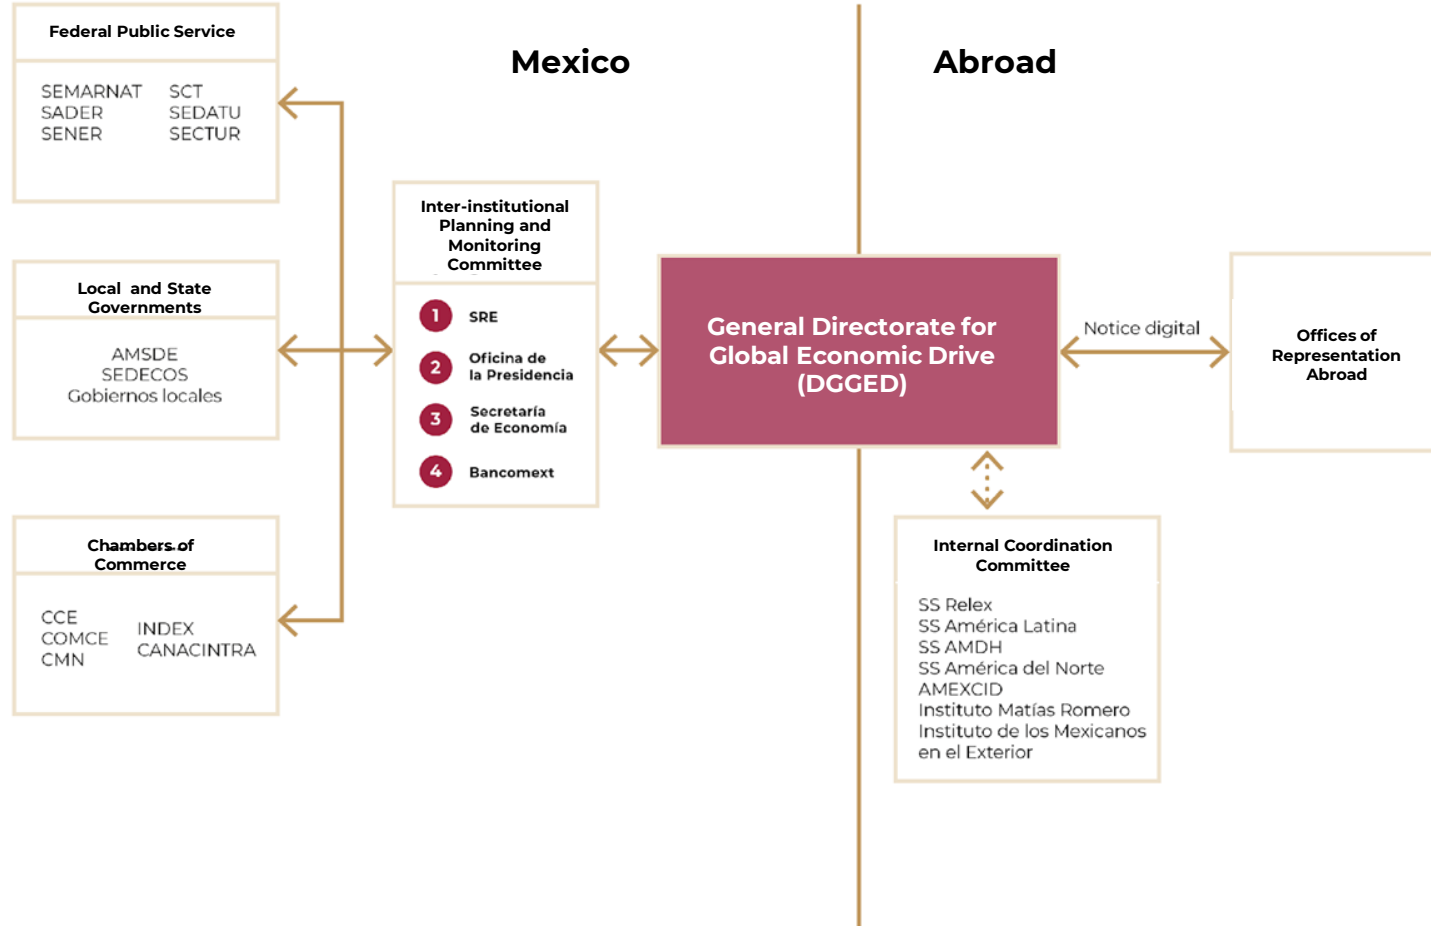 Mexico
Abroad
Federal Public Service
SEMARNAT
SADER
SENER
SCT
SEDATU
SECTUR
Local and State
Governments
AMSDE
SEDECOS
Gobiernos locales
Chambers of
Commerce
CCE
COMCE
CMN
INDEX
CANACINTRA
Inter-institutional
Planning and
Monitoring
Committee
1 SRE
2 Oficina de
la Presidencia
3 Secretaría
de Economía
4 Bancomext
General Directorate for
Global Economic Drive
(DGGED)
Notice digital
Offices of
Representation
Abroad
Internal Coordination
Committee
SS Relex
SS América Latina
SS AMDH
SS América del Norte
AMEXCID
Instituto Matías Romero
Instituto de los Mexicanos
en el Exterior